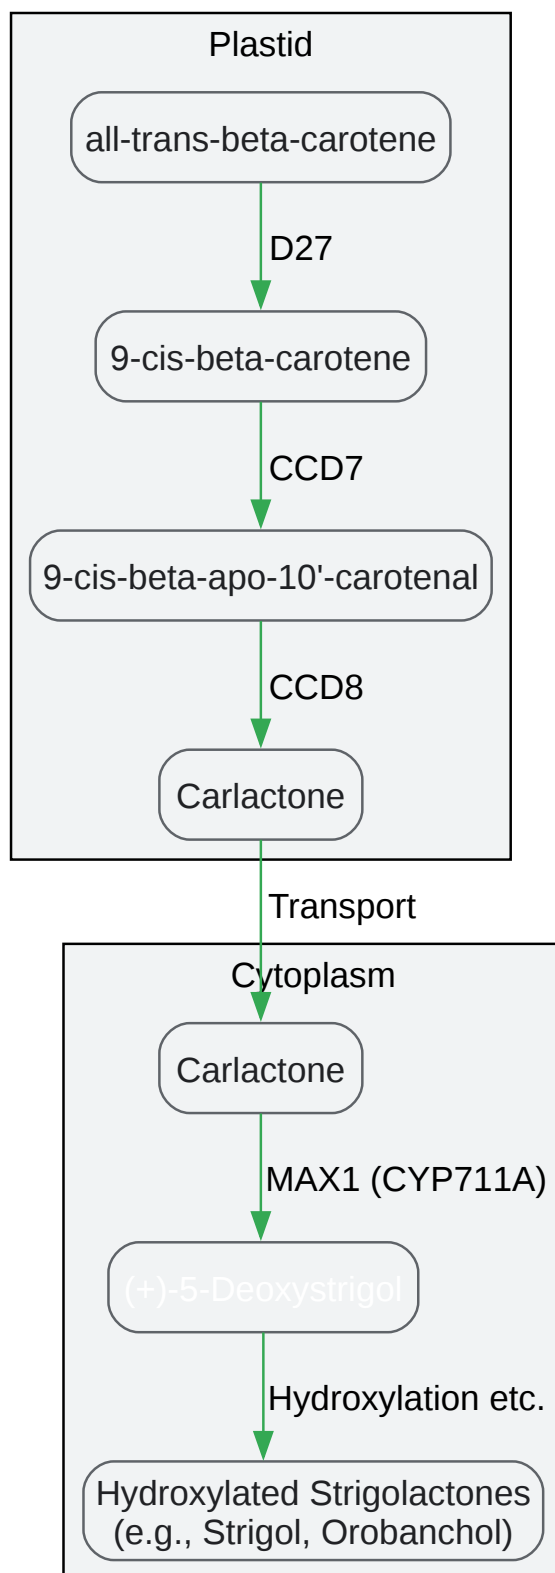 Plastid
all-trans-beta-carotene
D27
9-cis-beta-carotene
CCD7
9-cis-beta-apo-10'-carotenal
CCD8
Carlactone
Transport
Cytoplasm
Carlactone
MAX1 (CYP711A)
(+)-5-Deoxystrigol
Hydroxylation etc.
Hydroxylated Strigolactones
(e.g., Strigol, Orobanchol)